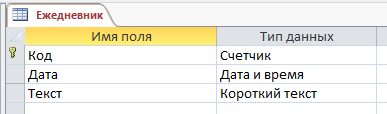 Ежедневник
Имя поля Тип данных
Код Счетчик
Дата Дата и время
Текст Короткий текст